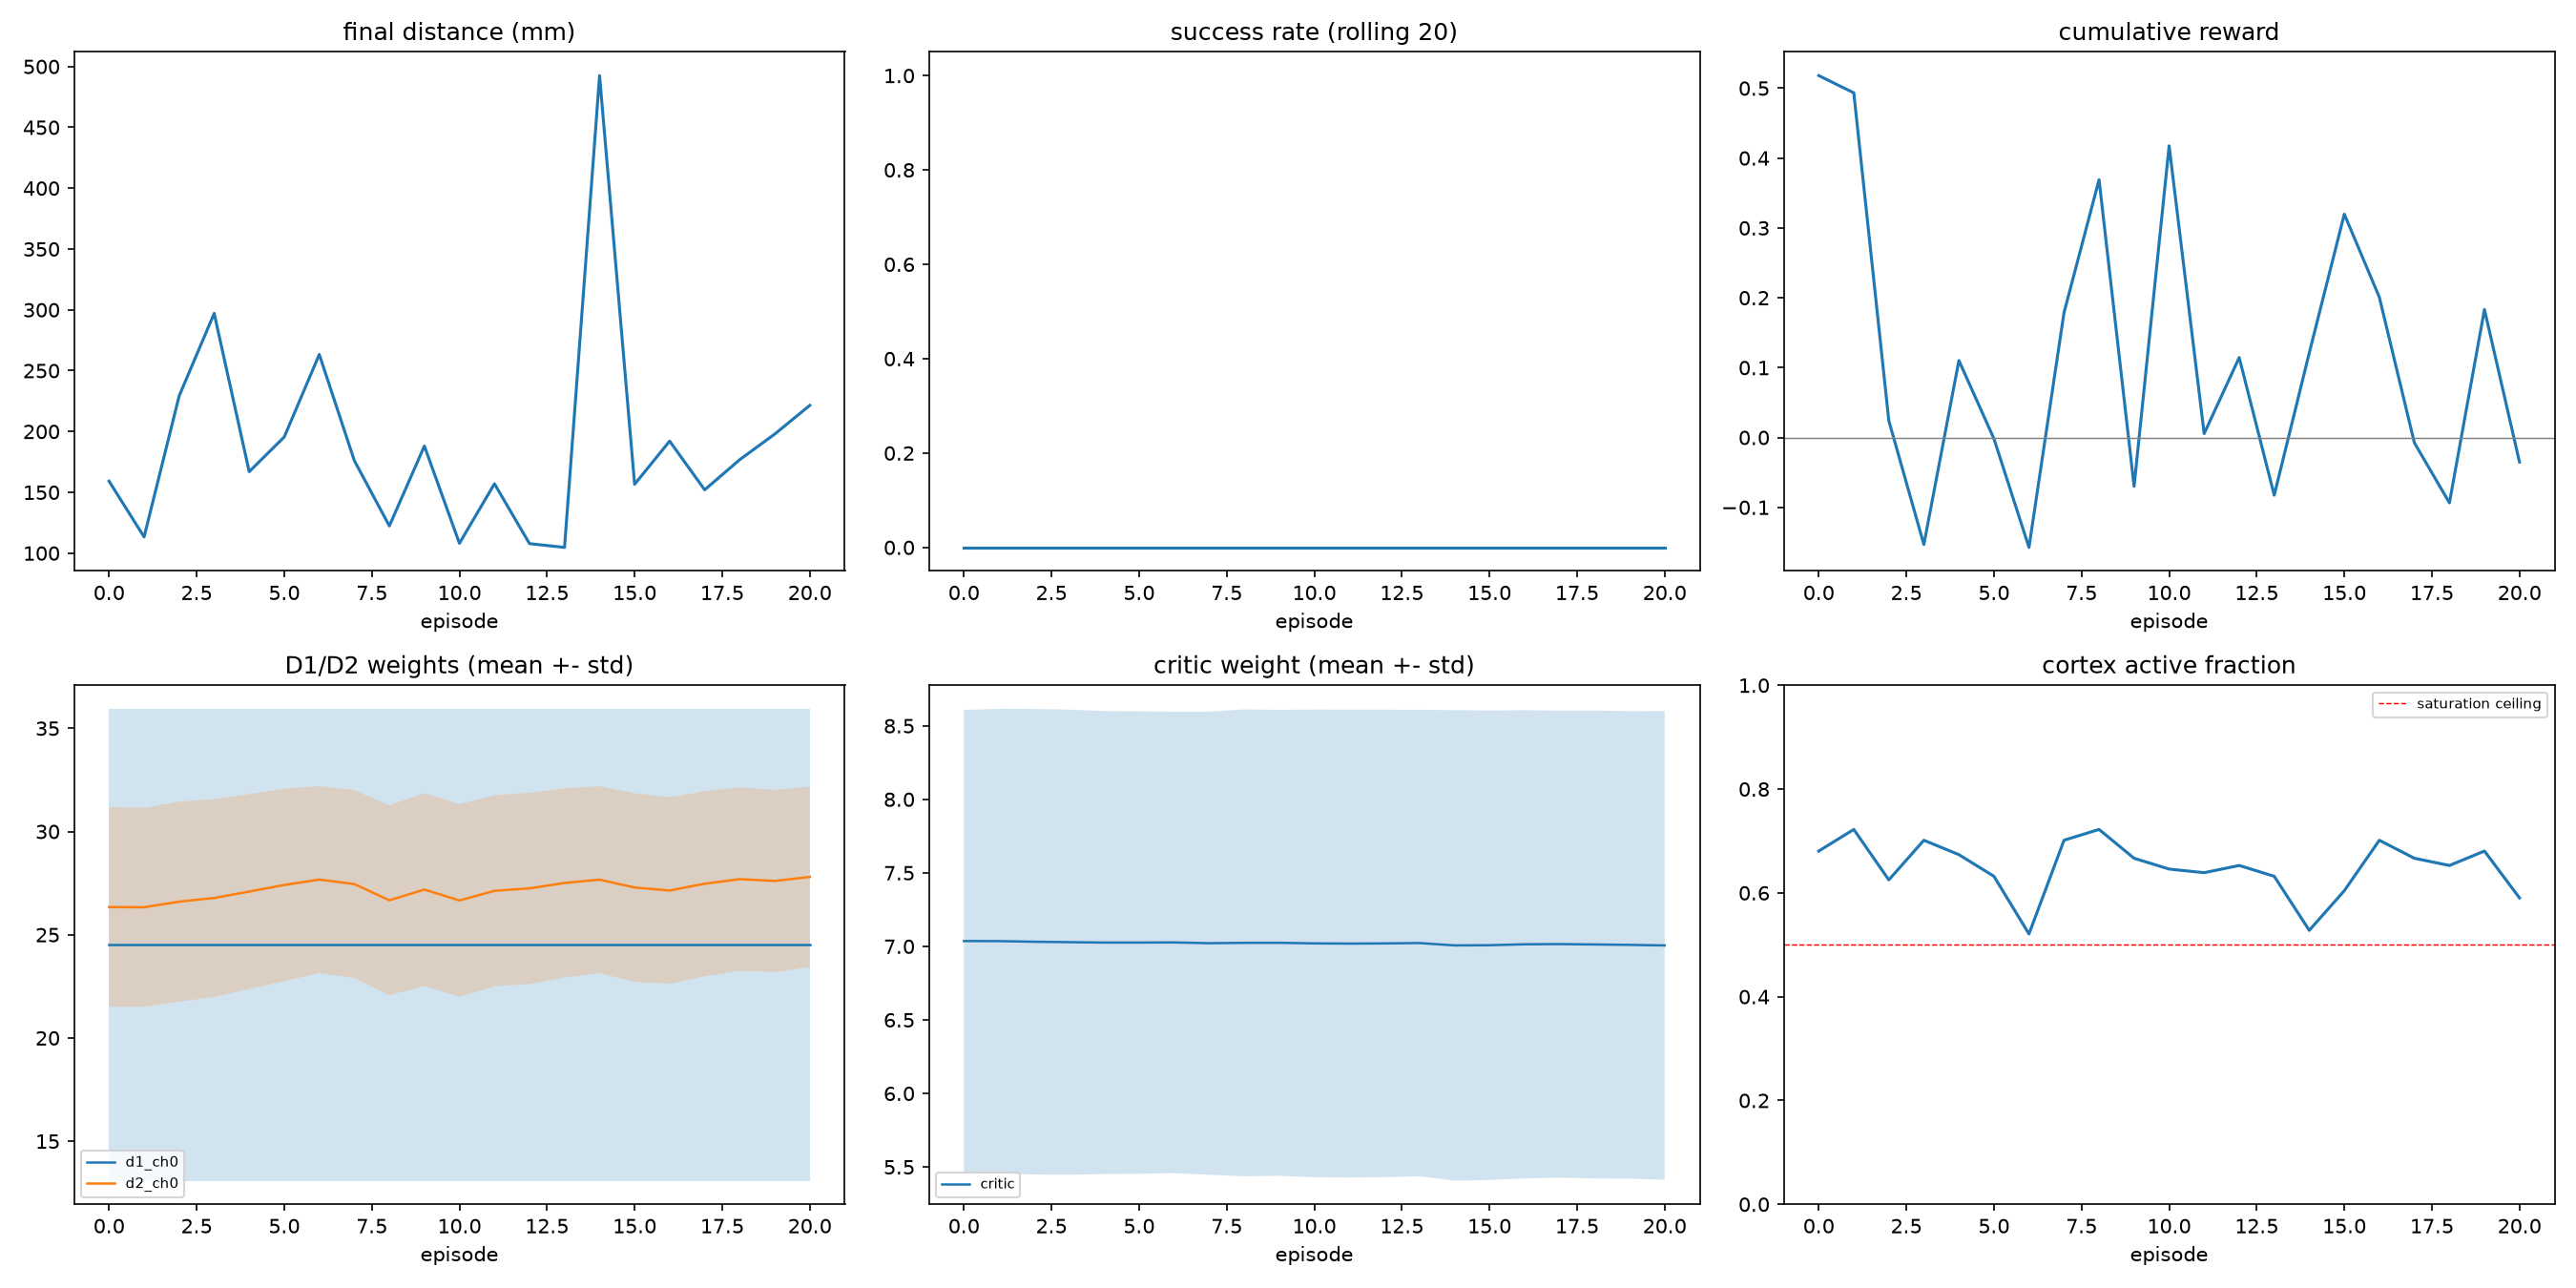 final distance (mm)
500
450
400
350
300
250
200
150
100
0.0 2.5 5.0 7.5 10.0 12.5 15.0 17.5 20.0
episode
success rate (rolling 20)
1.0
0.8
0.6
0.4
0.2
0.0
0.0 2.5 5.0 7.5 10.0 12.5 15.0 17.5 20.0
episode
cumulative reward
0.5
0.4
0.3
0.2
0.1
0.0
−0.1
0.0 2.5 5.0 7.5 10.0 12.5 15.0 17.5 20.0
episode
D1/D2 weights (mean +- std)
35
30
25
20
15
d1_ch0
d2_ch0
0.0 2.5 5.0 7.5 10.0 12.5 15.0 17.5 20.0
episode
critic weight (mean +- std)
8.5
8.0
7.5
7.0
6.5
6.0
5.5
critic
0.0 2.5 5.0 7.5 10.0 12.5 15.0 17.5 20.0
episode
cortex active fraction
1.0
saturation ceiling
0.8
0.6
0.4
0.2
0.0
0.0 2.5 5.0 7.5 10.0 12.5 15.0 17.5 20.0
episode